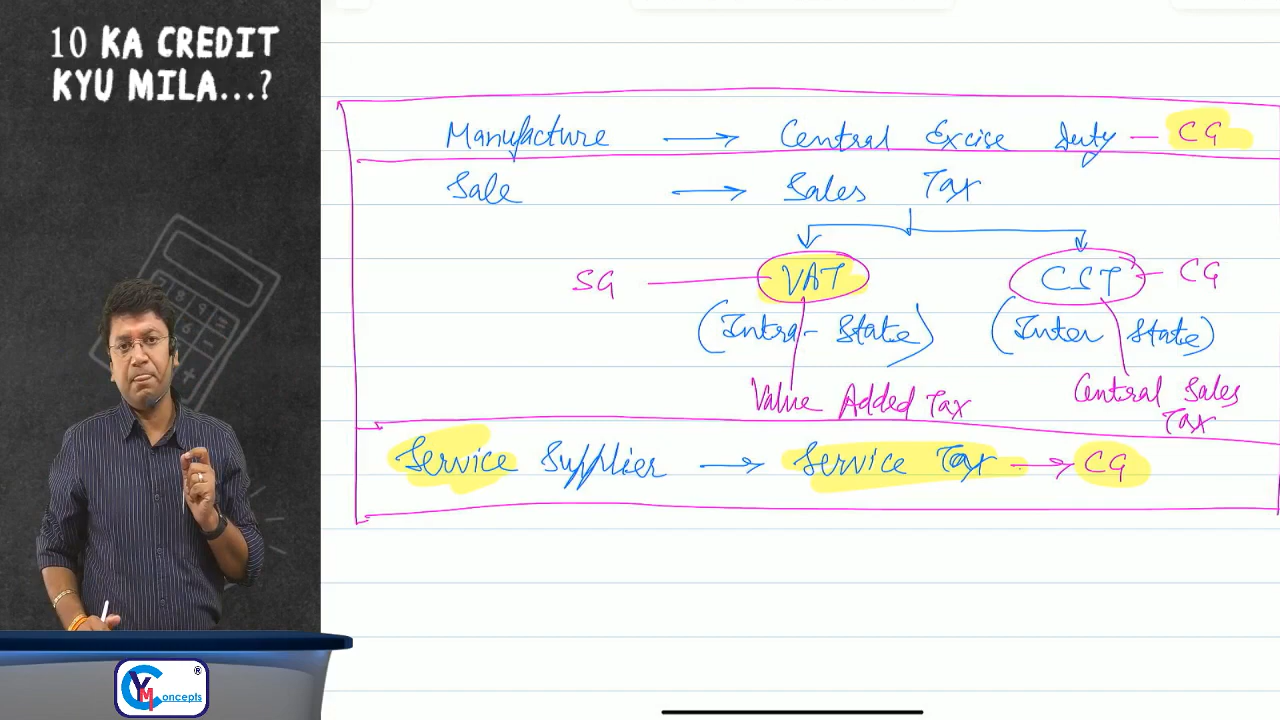 10 KA CREDIT
KYU MILA...?
Manufacture → Central Excise Duty — CG
Sale → Sales Tax
SG — VAT CST — CG
(Intra-State) (Inter State)
Value Added Tax Central Sales
Tax
Service Supplier → Service Tax → CG
CYM Concepts ®